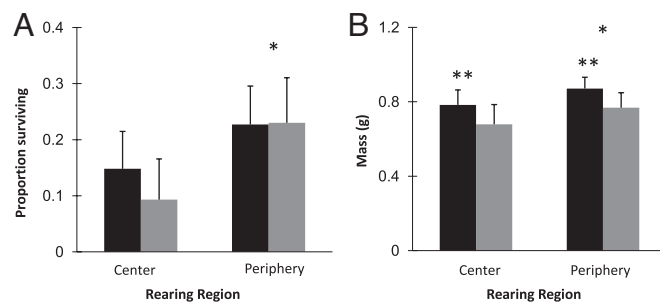 A
Proportion surviving
0.4
0.3
0.2
0.1
0
*
Center Periphery
Rearing Region
B
Mass (g)
1.2
0.8
0.4
0
**
**
*
Center Periphery
Rearing Region